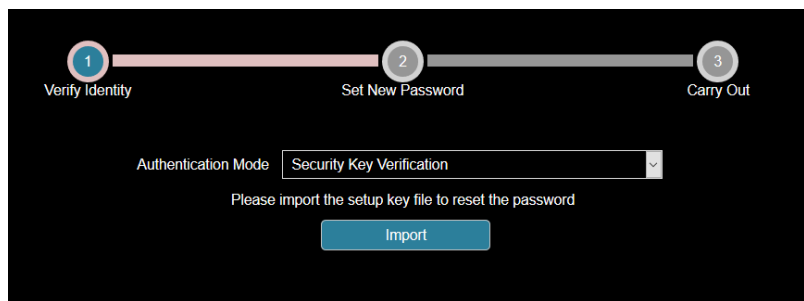 1 2 3
Verify Identity Set New Password Carry Out
Authentication Mode Security Key Verification
Please import the setup key file to reset the password
Import